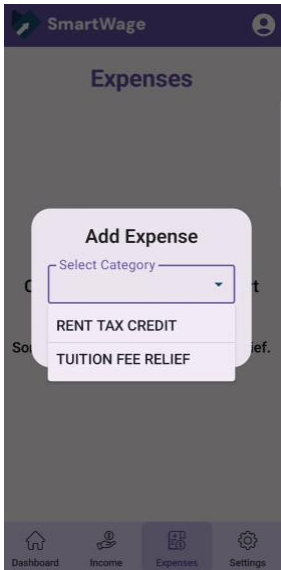 SmartWage
Expenses
Add Expense
Select Category
RENT TAX CREDIT
TUITION FEE RELIEF
Dashboard Income Expenses Settings